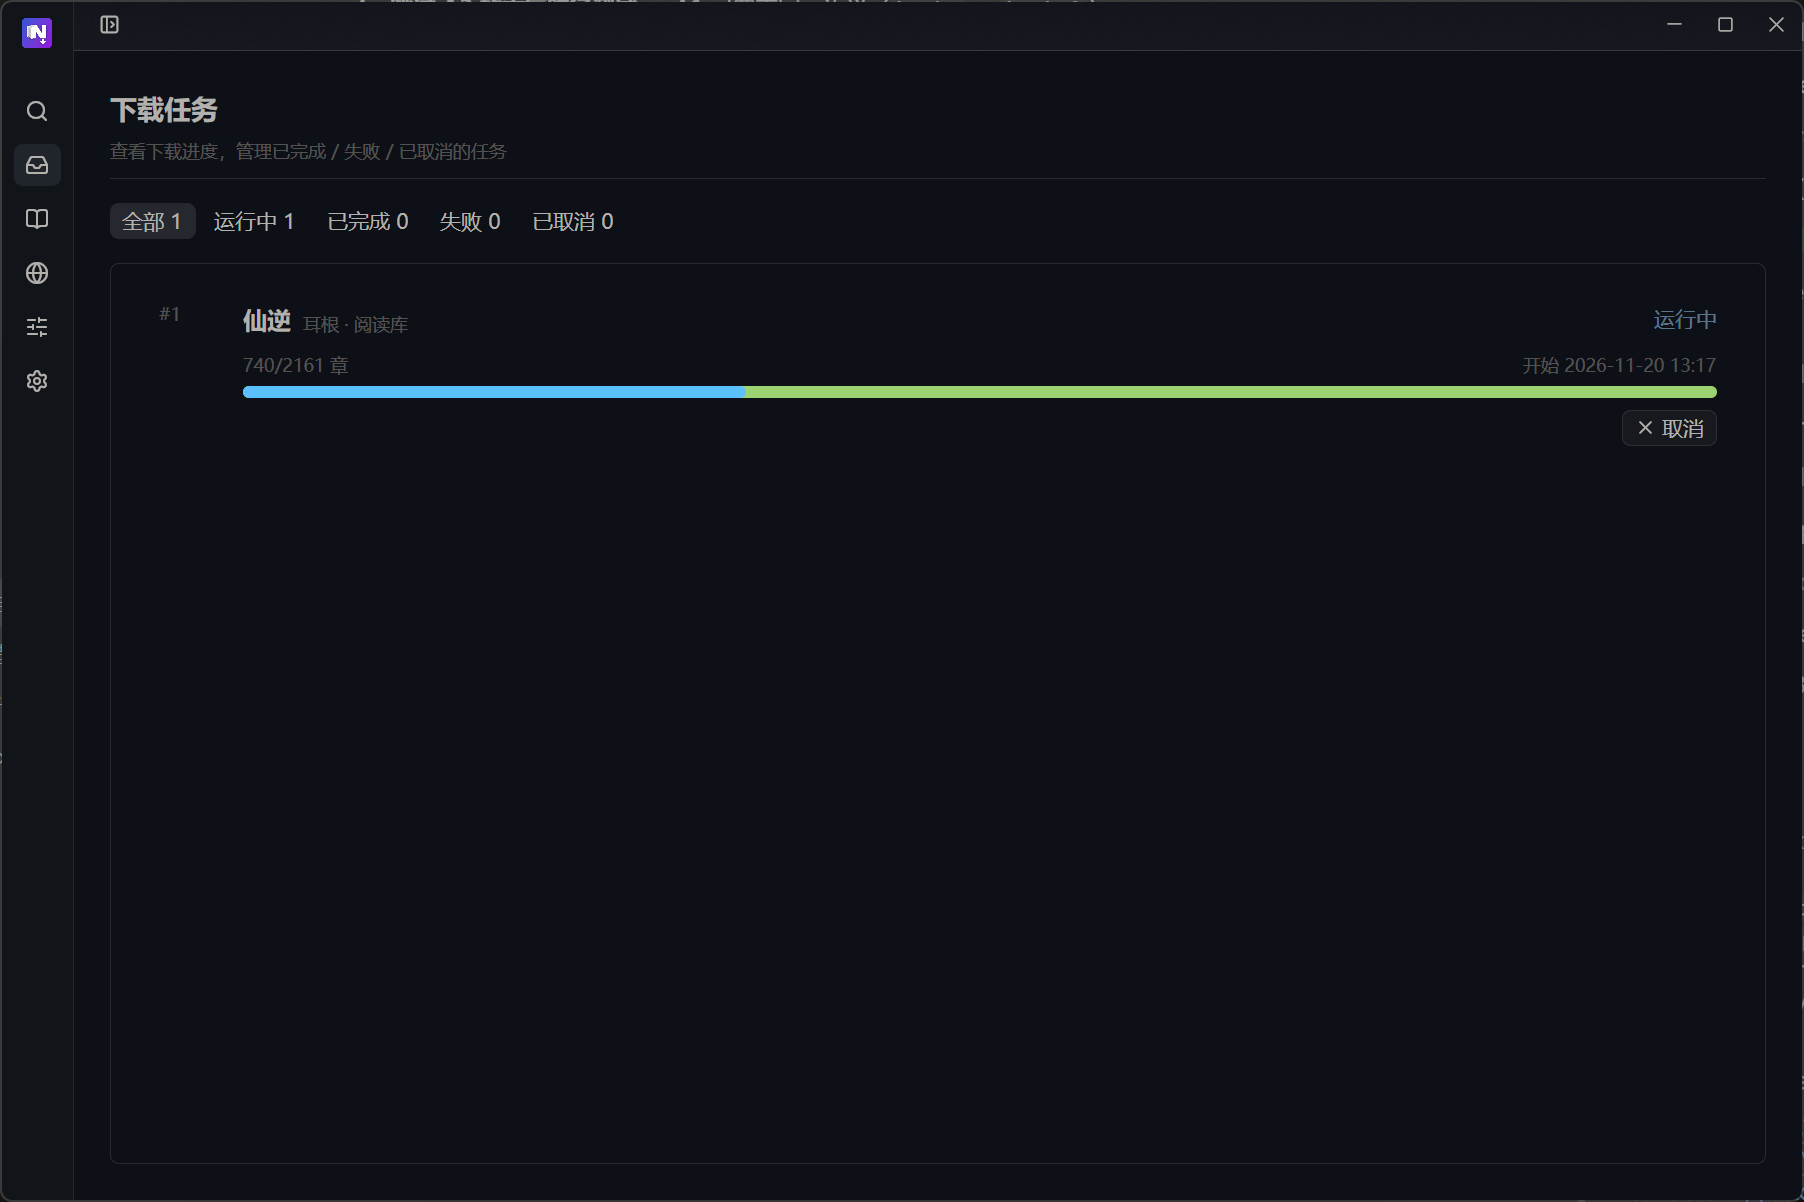 下载任务
查看下载进度，管理已完成 / 失败 / 已取消的任务
全部 1 运行中 1 已完成 0 失败 0 已取消 0
#1 仙逆 耳根 · 阅读库 运行中
740/2161 章 开始 2026-11-20 13:17
取消